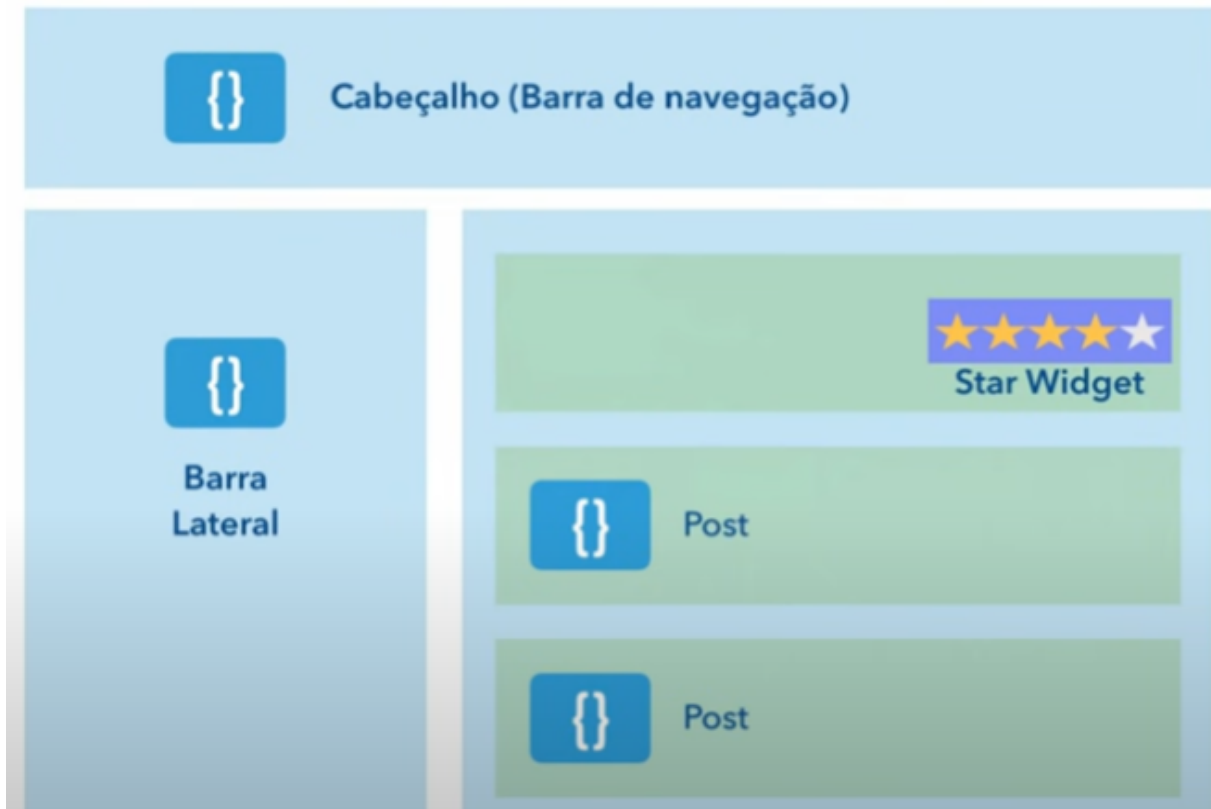 {} Cabeçalho (Barra de navegação)
Star Widget
{}
Barra
Lateral
{} Post
{} Post